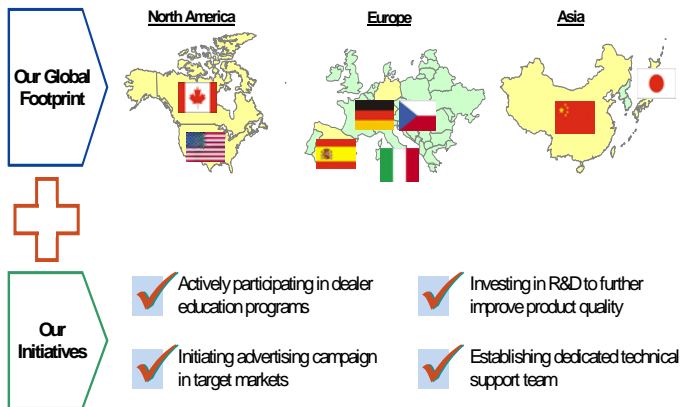 North America
Europe
Asia
Our Global
Footprint
Our
Initiatives
Actively participating in dealer
education programs
Investing in R&D to further
improve product quality
Initiating advertising campaign
in target markets
Establishing dedicated technical
support team